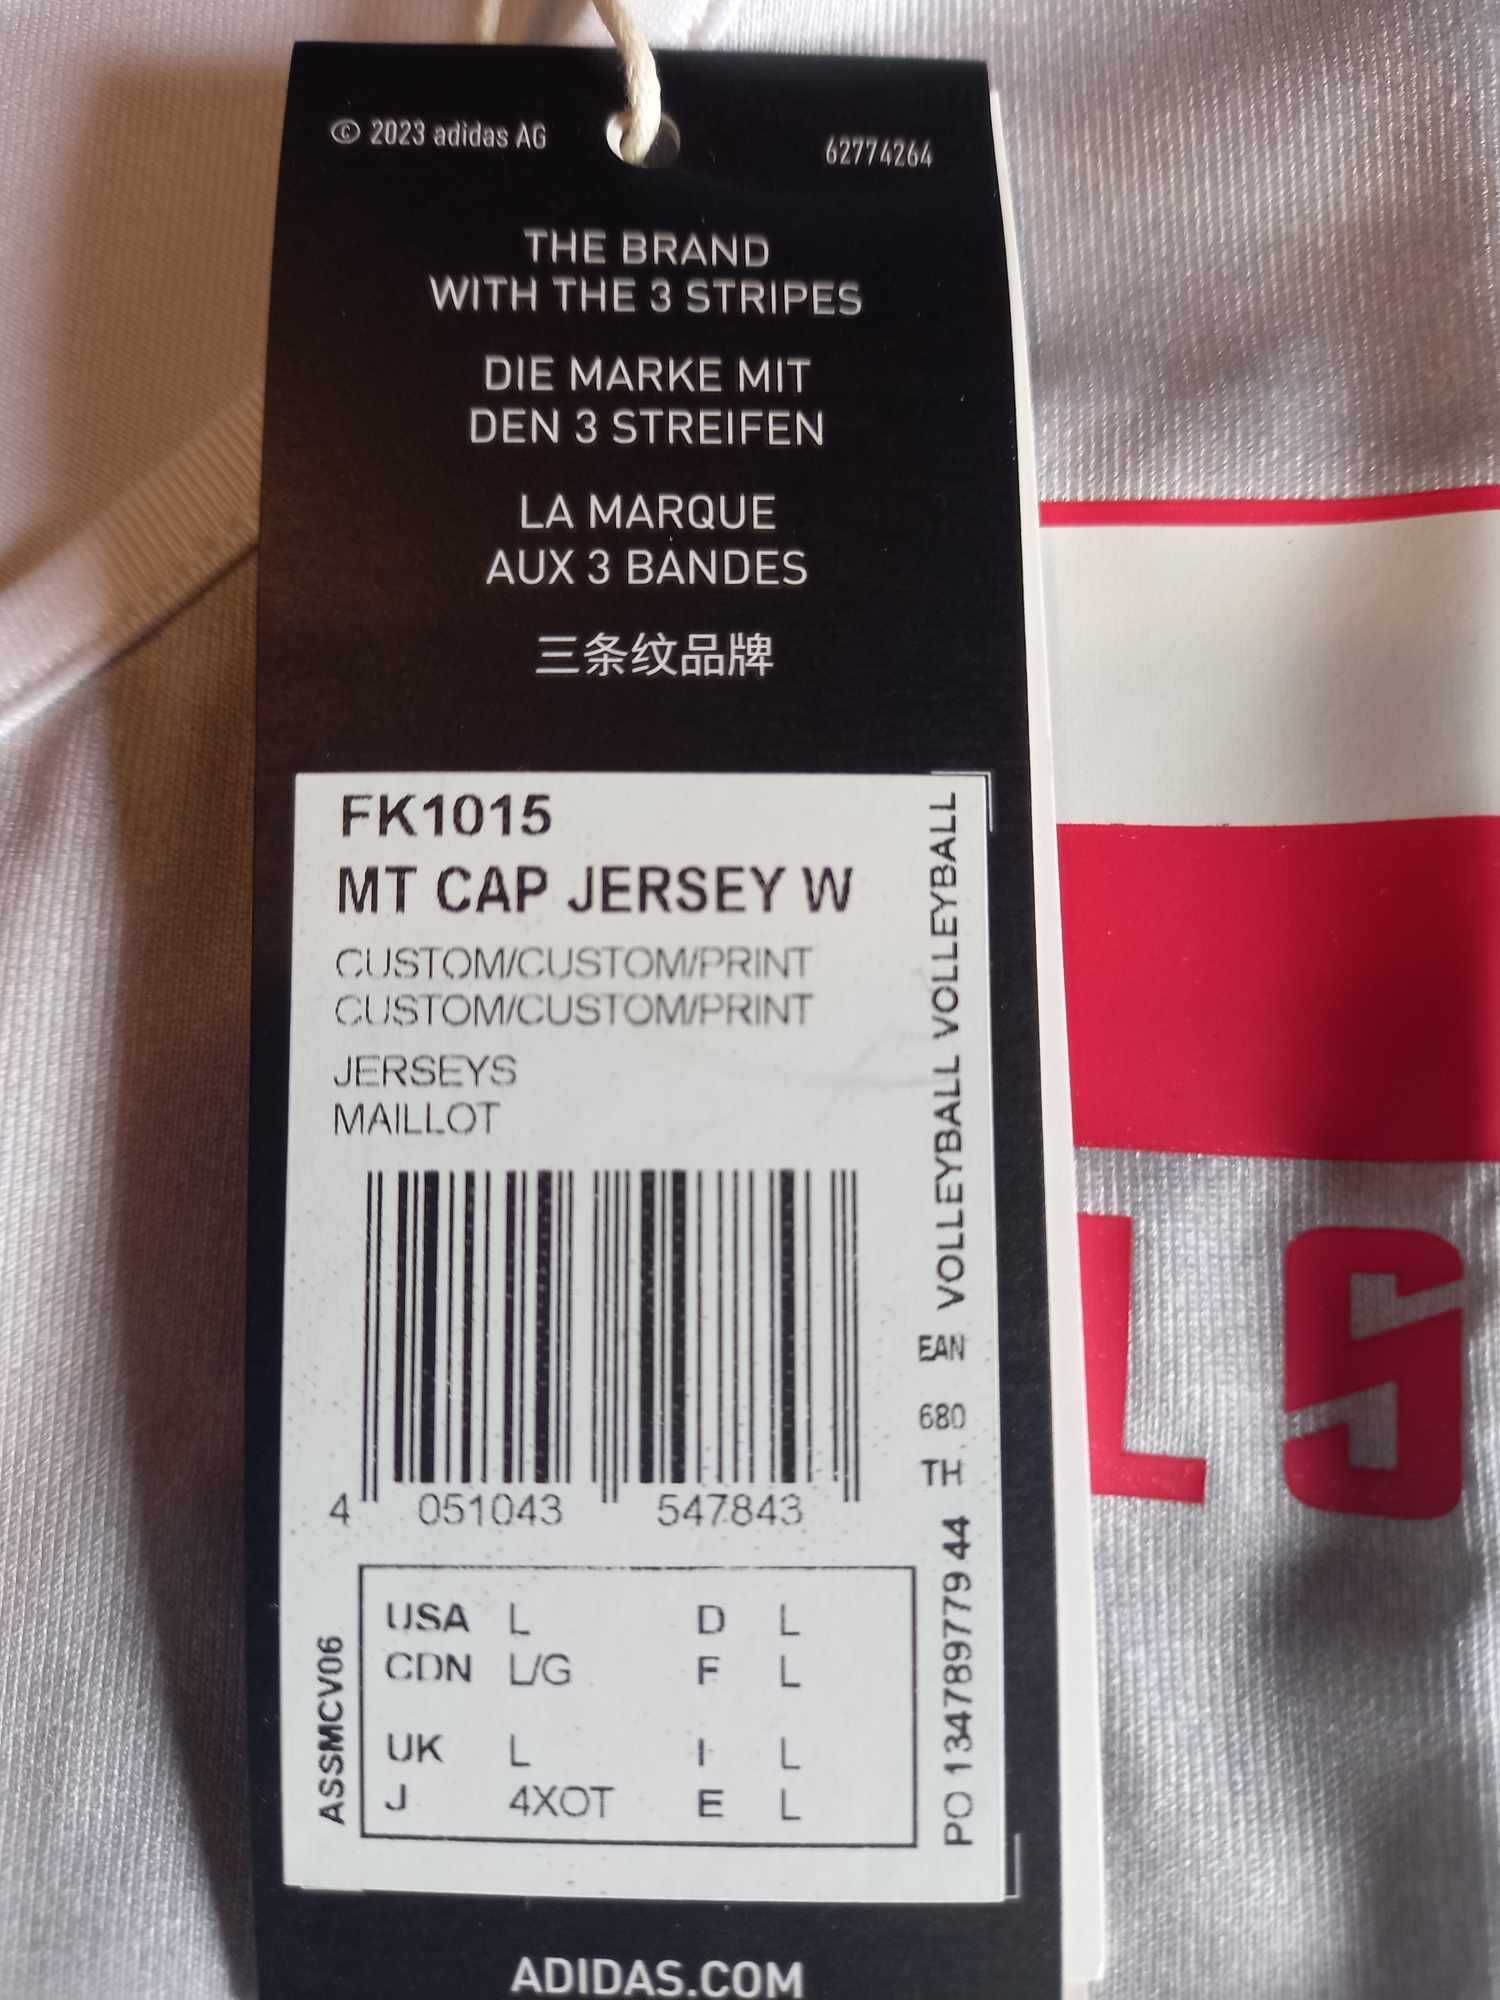 © 2023 adidas AG
62774264
THE BRAND
WITH THE 3 STRIPES
DIE MARKE MIT
DEN 3 STREIFEN
LA MARQUE
AUX 3 BANDES
三条纹品牌
FK1015
MT CAP JERSEY W
CUSTOM/CUSTOM/PRINT
CUSTOM/CUSTOM/PRINT
JERSEYS
MAILLOT
4 051043 547843
USA L D L
CDN L/G F L
UK L I L
J 4XOT E L
ASSMCV06
PO 134789779 44 TH 680 EAN VOLLEYBALL VOLLEYBALL
ADIDAS.COM
LS